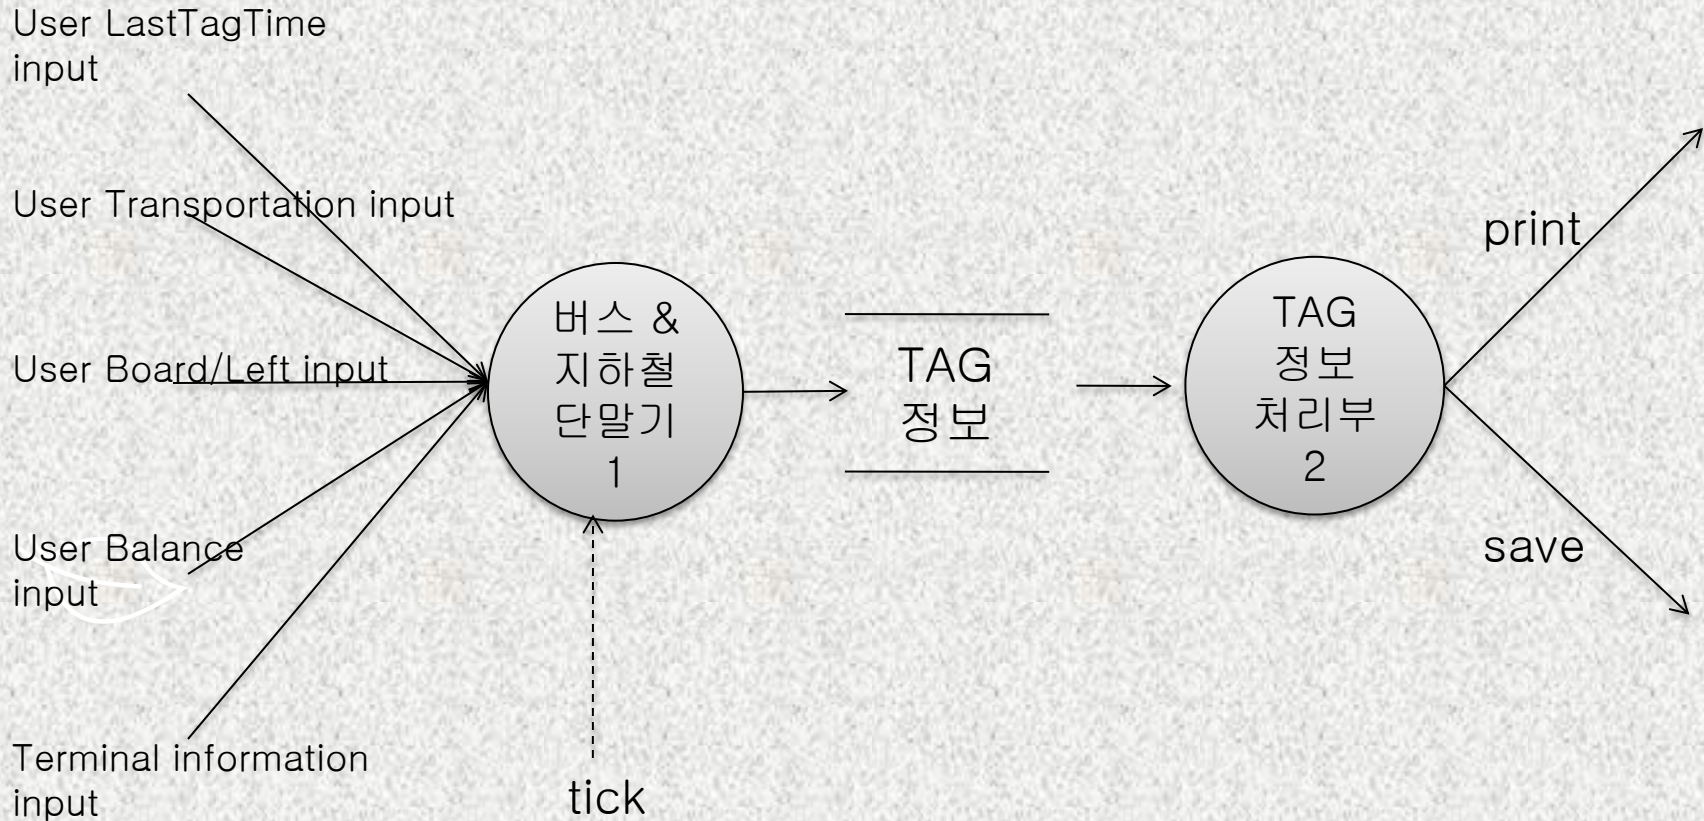 User LastTagTime
input
User Transportation input
User Board/Left input
User Balance
input
Terminal information
input
버스 &
지하철
단말기
1
tick
TAG
정보
TAG
정보
처리부
2
print
save